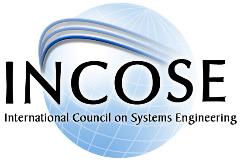 INCOSE
International Council on Systems Engineering